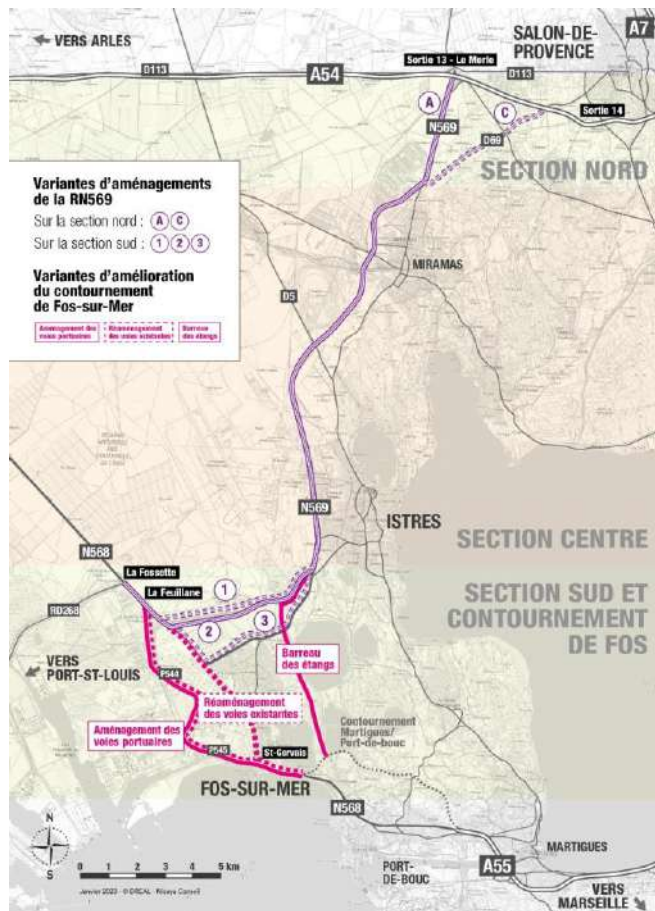 VERS ARLES
SALON-DE-
PROVENCE
A7
Sortie 13 - Le Merle
D113
A54
D113
A
C
Sortie 14
N569
D69
SECTION NORD
Variantes d'aménagements
de la RN569
Sur la section nord : A C
Sur la section sud : 1 2 3
Variantes d'amélioration
du contournement
de Fos-sur-Mer
Aménagement des
voies portuaires
Réaménagement
des voies existantes
Barreau
des étangs
MIRAMAS
D5
N569
ISTRES
SECTION CENTRE
N568
La Fossette
La Feuillane
1
2
3
RD268
SECTION SUD ET
CONTOURNEMENT
DE FOS
VERS
PORT-ST-LOUIS
P544
Barreau
des étangs
Réaménagement
des voies existantes
Aménagement des
voies portuaires
Contournement
Martigues/
Port-de-bouc
P545
St-Gervais
FOS-SUR-MER
N568
N
S
0 1 2 3 4 5 km
MARTIGUES
PORT-
DE-BOUC
A55
VERS
MARSEILLE